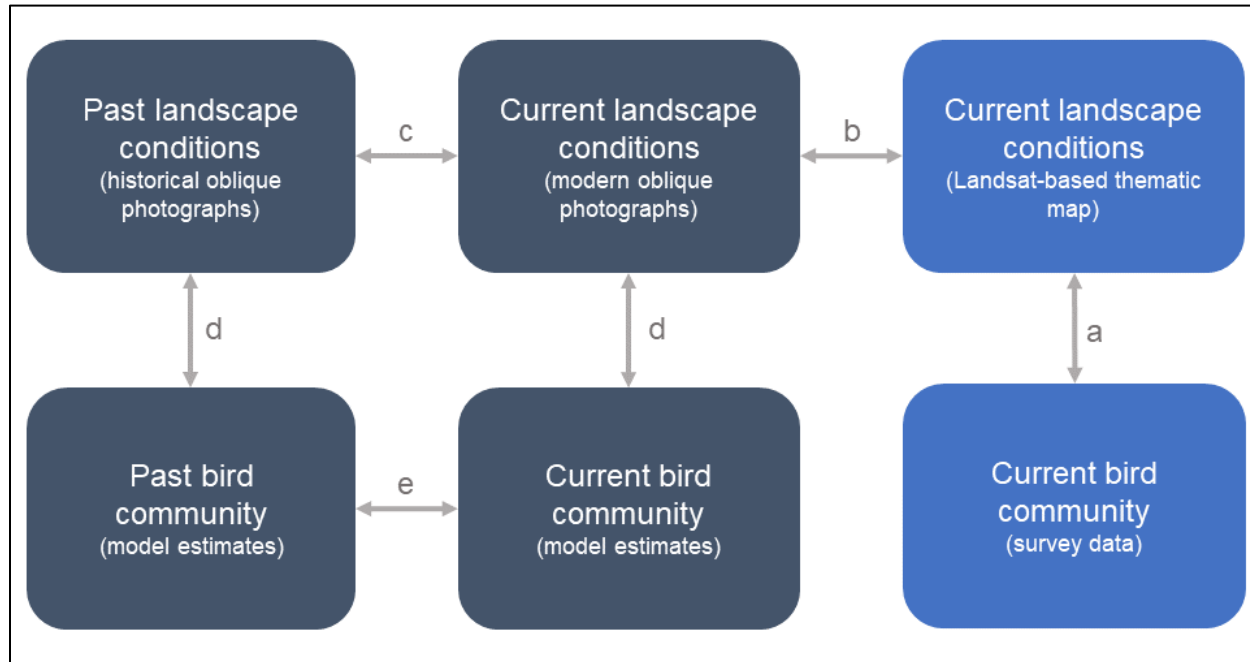 Past landscape
conditions
(historical oblique
photographs)
c
Current landscape
conditions
(modern oblique
photographs)
b
Current landscape
conditions
(Landsat-based thematic
map)
d
d
a
Past bird
community
(model estimates)
e
Current bird
community
(model estimates)
Current bird
community
(survey data)